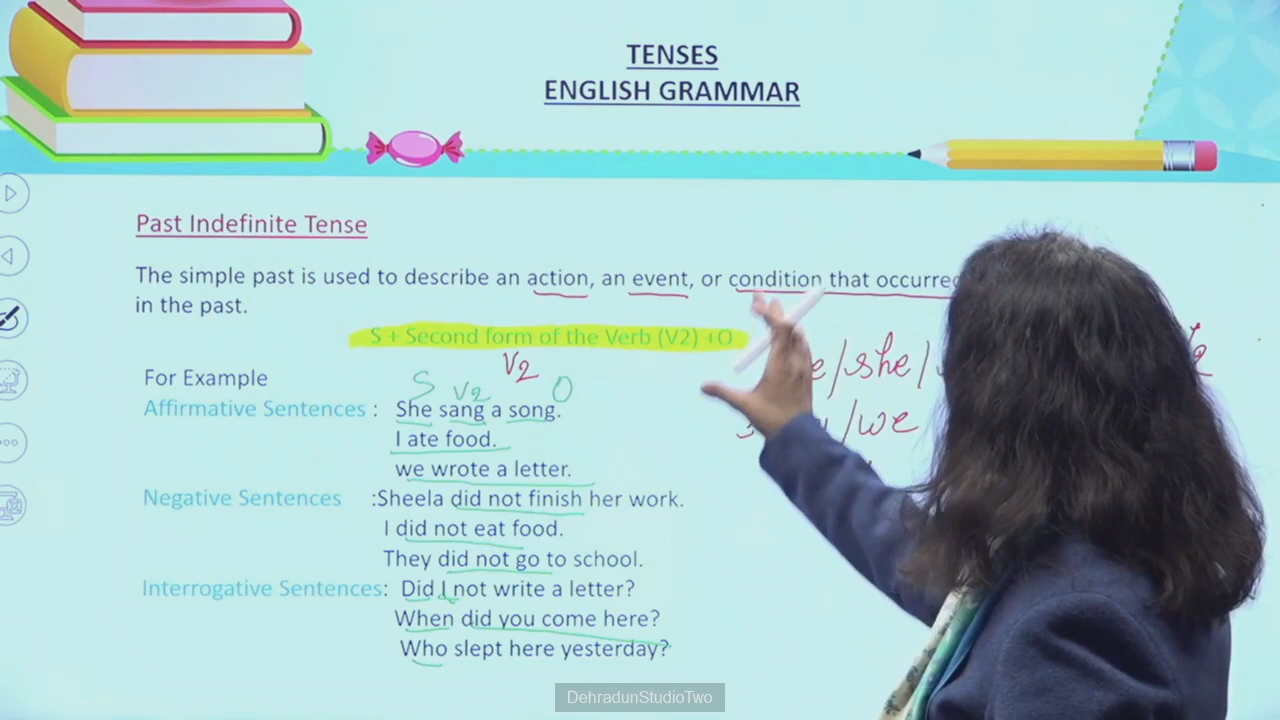 TENSES
ENGLISH GRAMMAR
Past Indefinite Tense
The simple past is used to describe an action, an event, or condition that occurre
in the past.
S + Second form of the Verb (V2) +O
V2
For Example
S V2 O
Affirmative Sentences : She sang a song.
I ate food.
we wrote a letter.
/she/
/we
Negative Sentences :Sheela did not finish her work.
I did not eat food.
They did not go to school.
Interrogative Sentences: Did I not write a letter?
When did you come here?
Who slept here yesterday?
DehradunStudioTwo